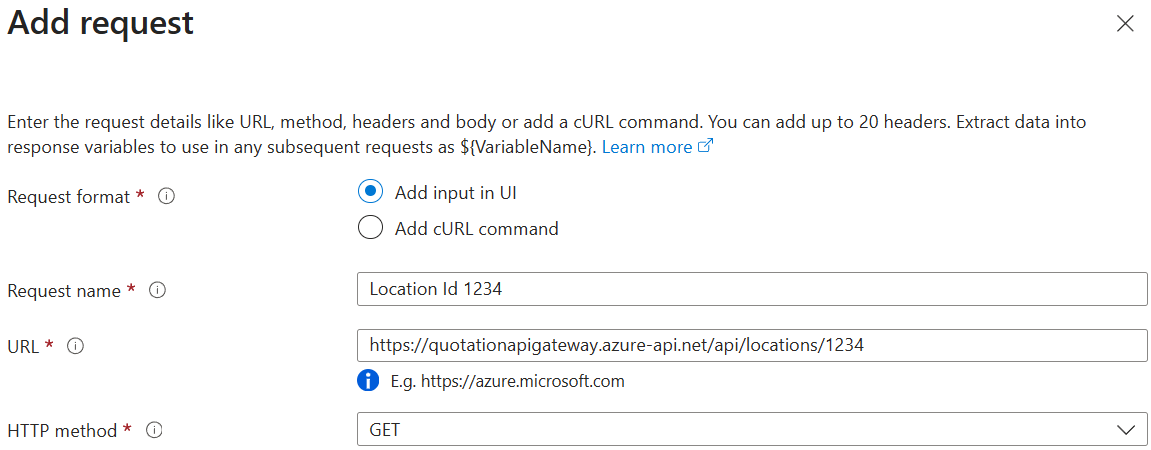 Add request
Enter the request details like URL, method, headers and body or add a cURL command. You can add up to 20 headers. Extract data into
response variables to use in any subsequent requests as ${VariableName}. Learn more
Request format *
Add input in UI
Add cURL command
Request name *
Location Id 1234
URL *
https://quotationapigateway.azure-api.net/api/locations/1234
E.g. https://azure.microsoft.com
HTTP method *
GET